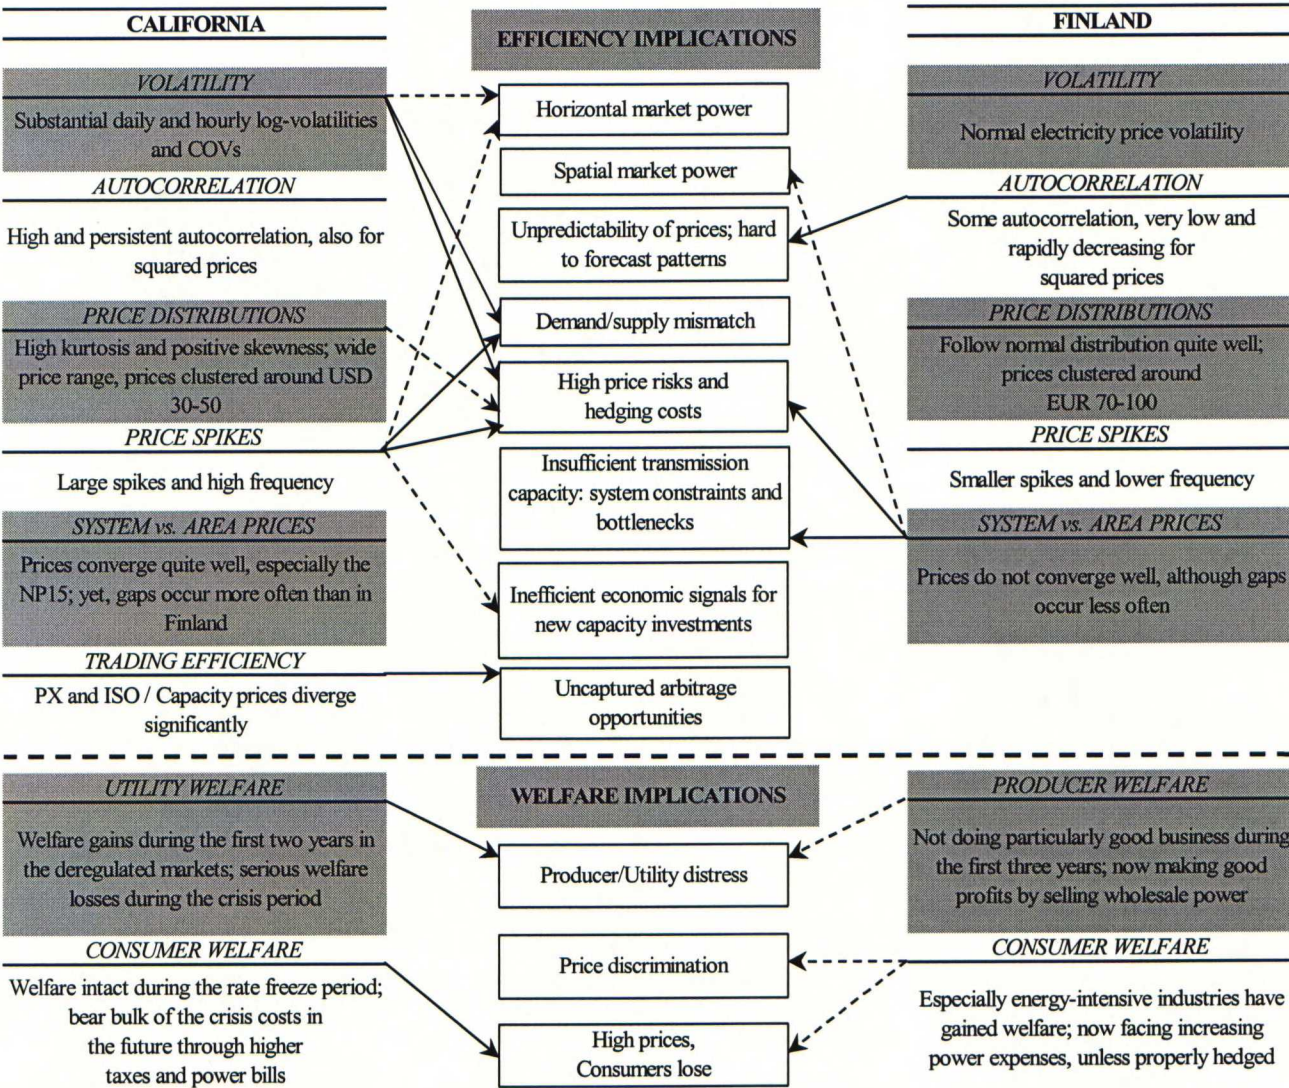 CALIFORNIA
VOLATILITY
Substantial daily and hourly log-volatilities
and COVs
AUTOCORRELATION
High and persistent autocorrelation, also for
squared prices
PRICE DISTRIBUTIONS
High kurtosis and positive skewness; wide
price range, prices clustered around USD
30-50
PRICE SPIKES
Large spikes and high frequency
SYSTEM vs. AREA PRICES
Prices converge quite well, especially the
NP15; yet, gaps occur more often than in
Finland
TRADING EFFICIENCY
PX and ISO / Capacity prices diverge
significantly
EFFICIENCY IMPLICATIONS
Horizontal market power
Spatial market power
Unpredictability of prices; hard
to forecast patterns
Demand/supply mismatch
High price risks and
hedging costs
Insufficient transmission
capacity: system constraints and
bottlenecks
Inefficient economic signals for
new capacity investments
Uncaptured arbitrage
opportunities
FINLAND
VOLATILITY
Normal electricity price volatility
AUTOCORRELATION
Some autocorrelation, very low and
rapidly decreasing for
squared prices
PRICE DISTRIBUTIONS
Follow normal distribution quite well;
prices clustered around
EUR 70-100
PRICE SPIKES
Smaller spikes and lower frequency
SYSTEM vs. AREA PRICES
Prices do not converge well, although gaps
occur less often
UTILITY WELFARE
Welfare gains during the first two years in
the deregulated markets; serious welfare
losses during the crisis period
CONSUMER WELFARE
Welfare intact during the rate freeze period;
bear bulk of the crisis costs in
the future through higher
taxes and power bills
WELFARE IMPLICATIONS
Producer/Utility distress
Price discrimination
High prices,
Consumers lose
PRODUCER WELFARE
Not doing particularly good business during
the first three years; now making good
profits by selling wholesale power
CONSUMER WELFARE
Especially energy-intensive industries have
gained welfare; now facing increasing
power expenses, unless properly hedged